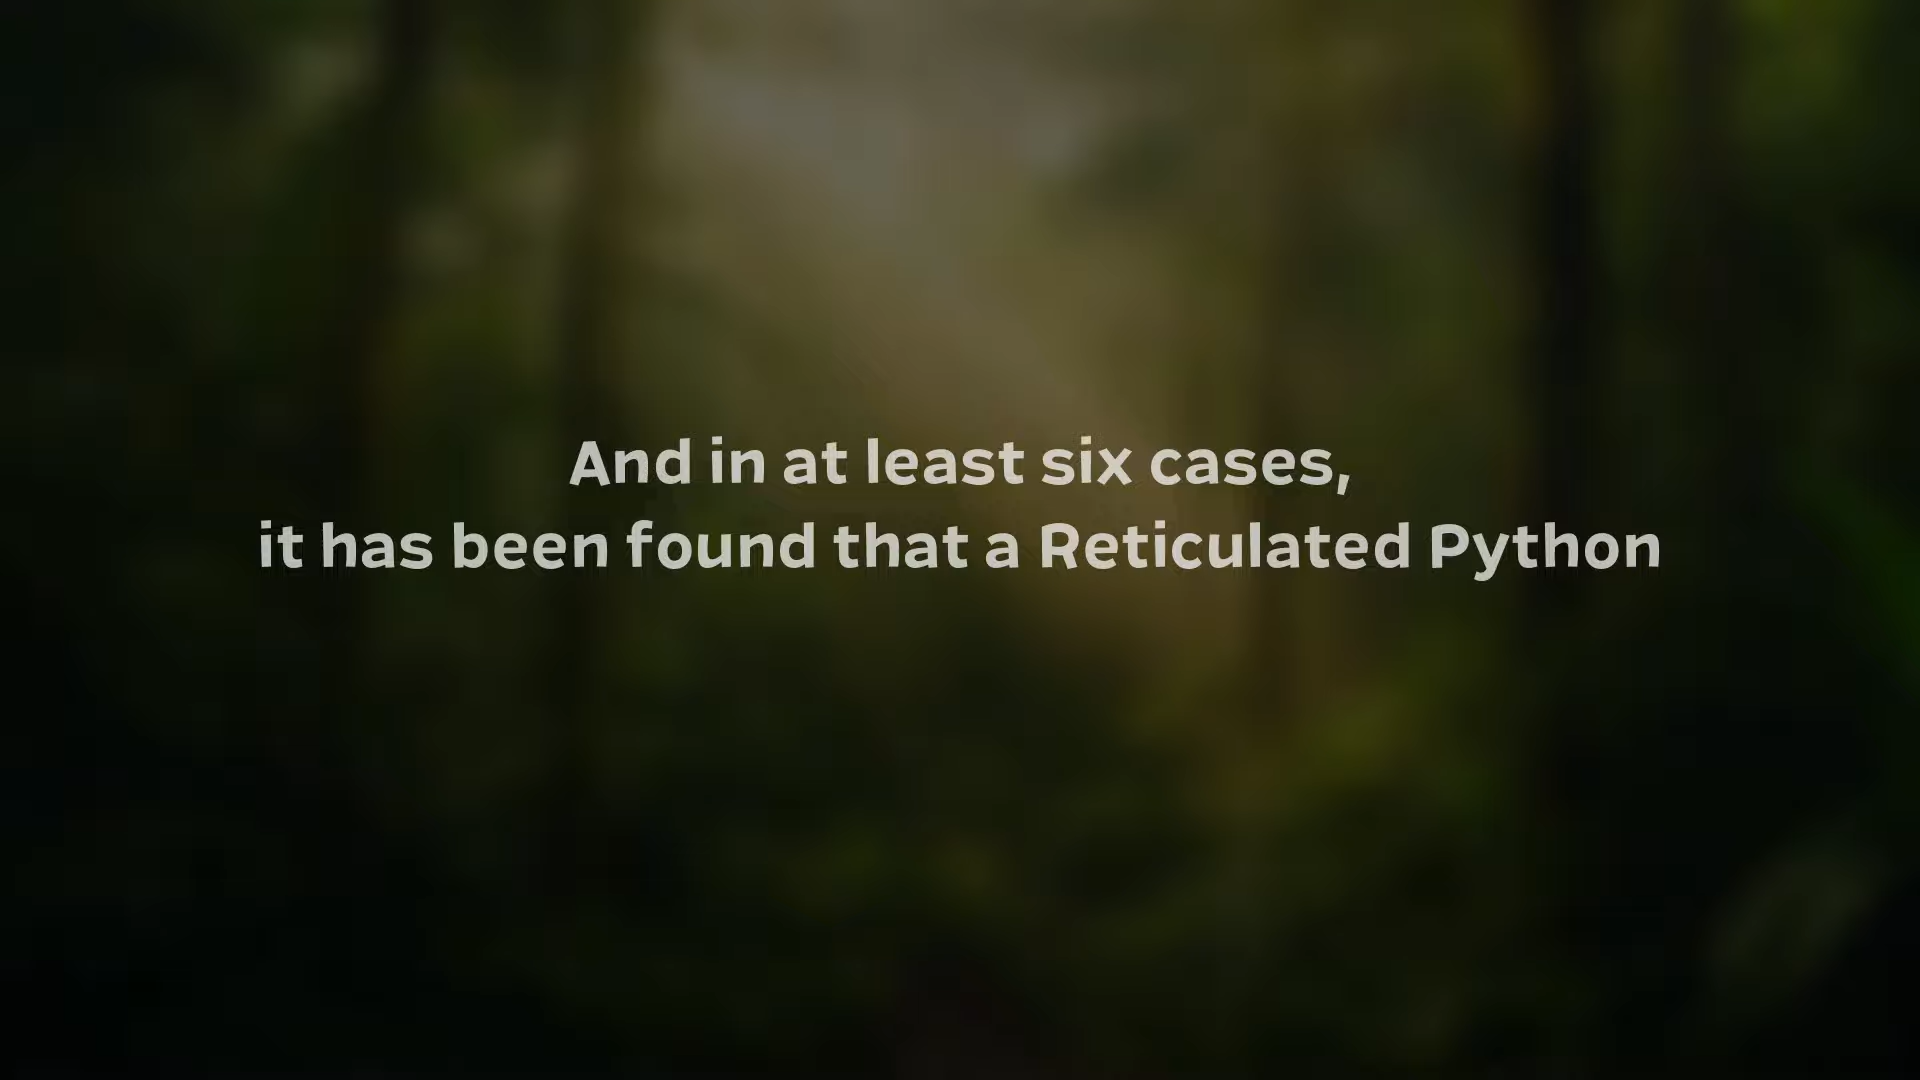 And in at least six cases,
it has been found that a Reticulated Python